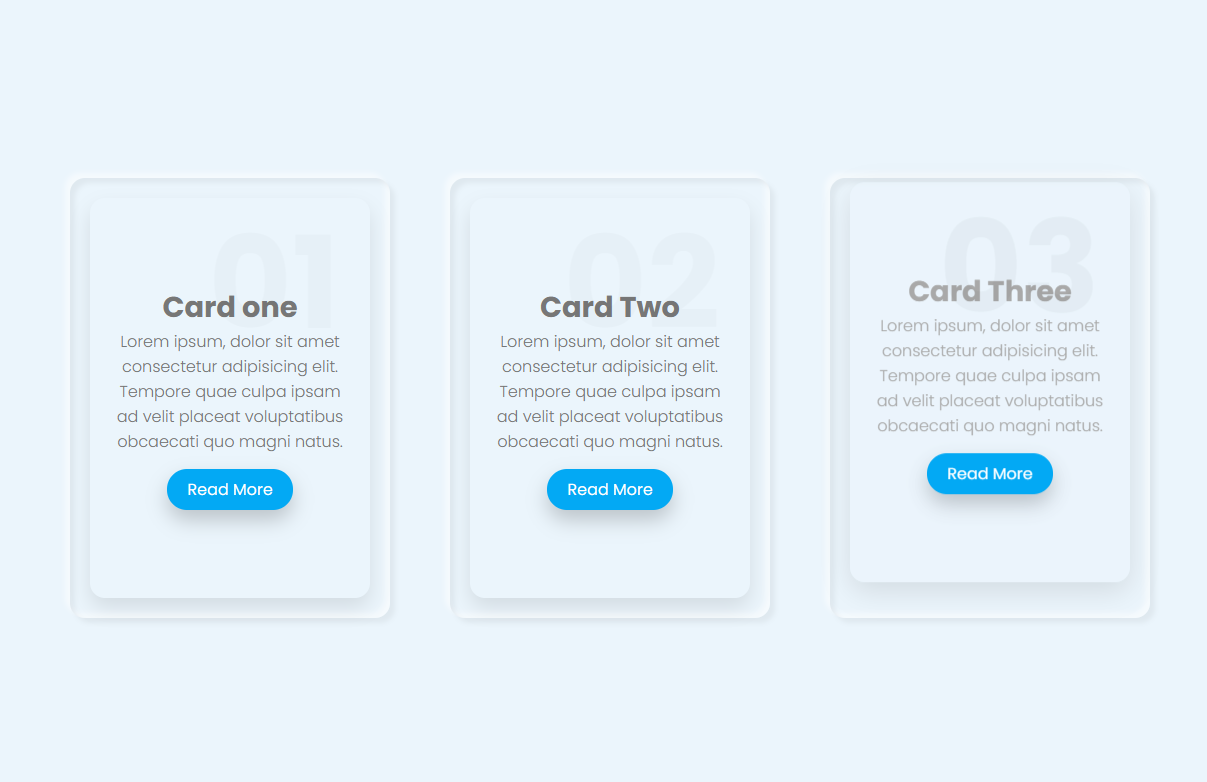 01
Card one
Lorem ipsum, dolor sit amet
consectetur adipisicing elit.
Tempore quae culpa ipsam
ad velit placeat voluptatibus
obcaecati quo magni natus.
Read More
02
Card Two
Lorem ipsum, dolor sit amet
consectetur adipisicing elit.
Tempore quae culpa ipsam
ad velit placeat voluptatibus
obcaecati quo magni natus.
Read More
03
Card Three
Lorem ipsum, dolor sit amet
consectetur adipisicing elit.
Tempore quae culpa ipsam
ad velit placeat voluptatibus
obcaecati quo magni natus.
Read More